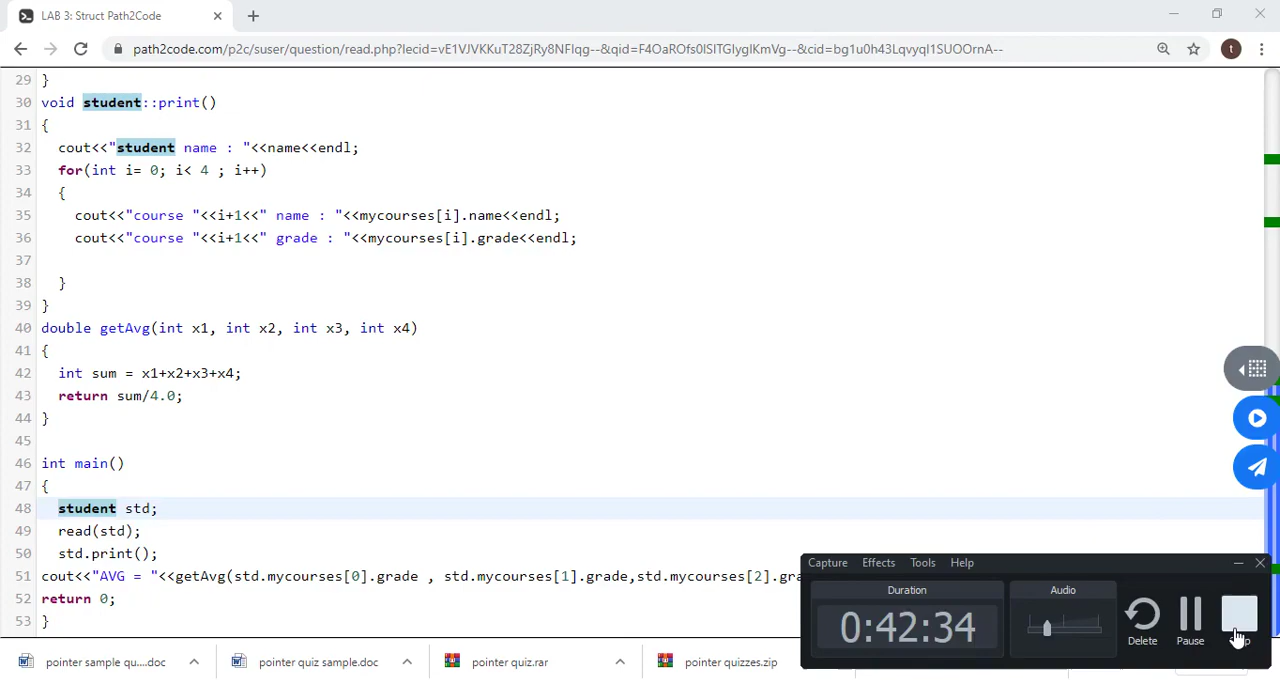 LAB 3: Struct Path2Code
path2code.com/p2c/suser/question/read.php?lecid=vE1VJVKKuT28ZjRy8NFlqg--&qid=F4OaROfs0lSlTGlyglKmVg--&cid=bg1u0h43Lqvyql1SUOOrnA--
t
29 }
30 void student::print()
31 {
32 cout<<"student name : "<<name<<endl;
33 for(int i= 0; i< 4 ; i++)
34 {
35 cout<<"course "<<i+1<<" name : "<<mycourses[i].name<<endl;
36 cout<<"course "<<i+1<<" grade : "<<mycourses[i].grade<<endl;
37
38 }
39 }
40 double getAvg(int x1, int x2, int x3, int x4)
41 {
42 int sum = x1+x2+x3+x4;
43 return sum/4.0;
44 }
45
46 int main()
47 {
48 student std;
49 read(std);
50 std.print();
51 cout<<"AVG = "<<getAvg(std.mycourses[0].grade , std.mycourses[1].grade,std.mycourses[2].gra
52 return 0;
53 }
Capture Effects Tools Help
Duration Audio
0:42:34
Delete Pause
pointer sample qu....doc
pointer quiz sample.doc
pointer quiz.rar
pointer quizzes.zip